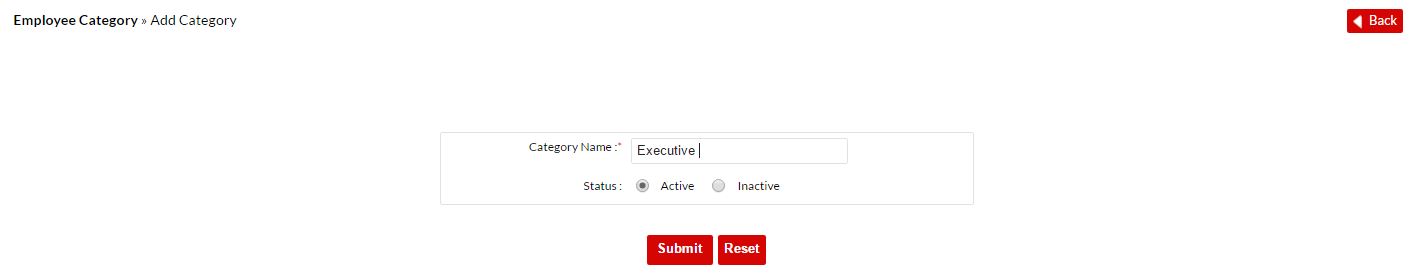 Employee Category » Add Category
Back
Category Name :*
Executive
Status :
Active
Inactive
Submit
Reset